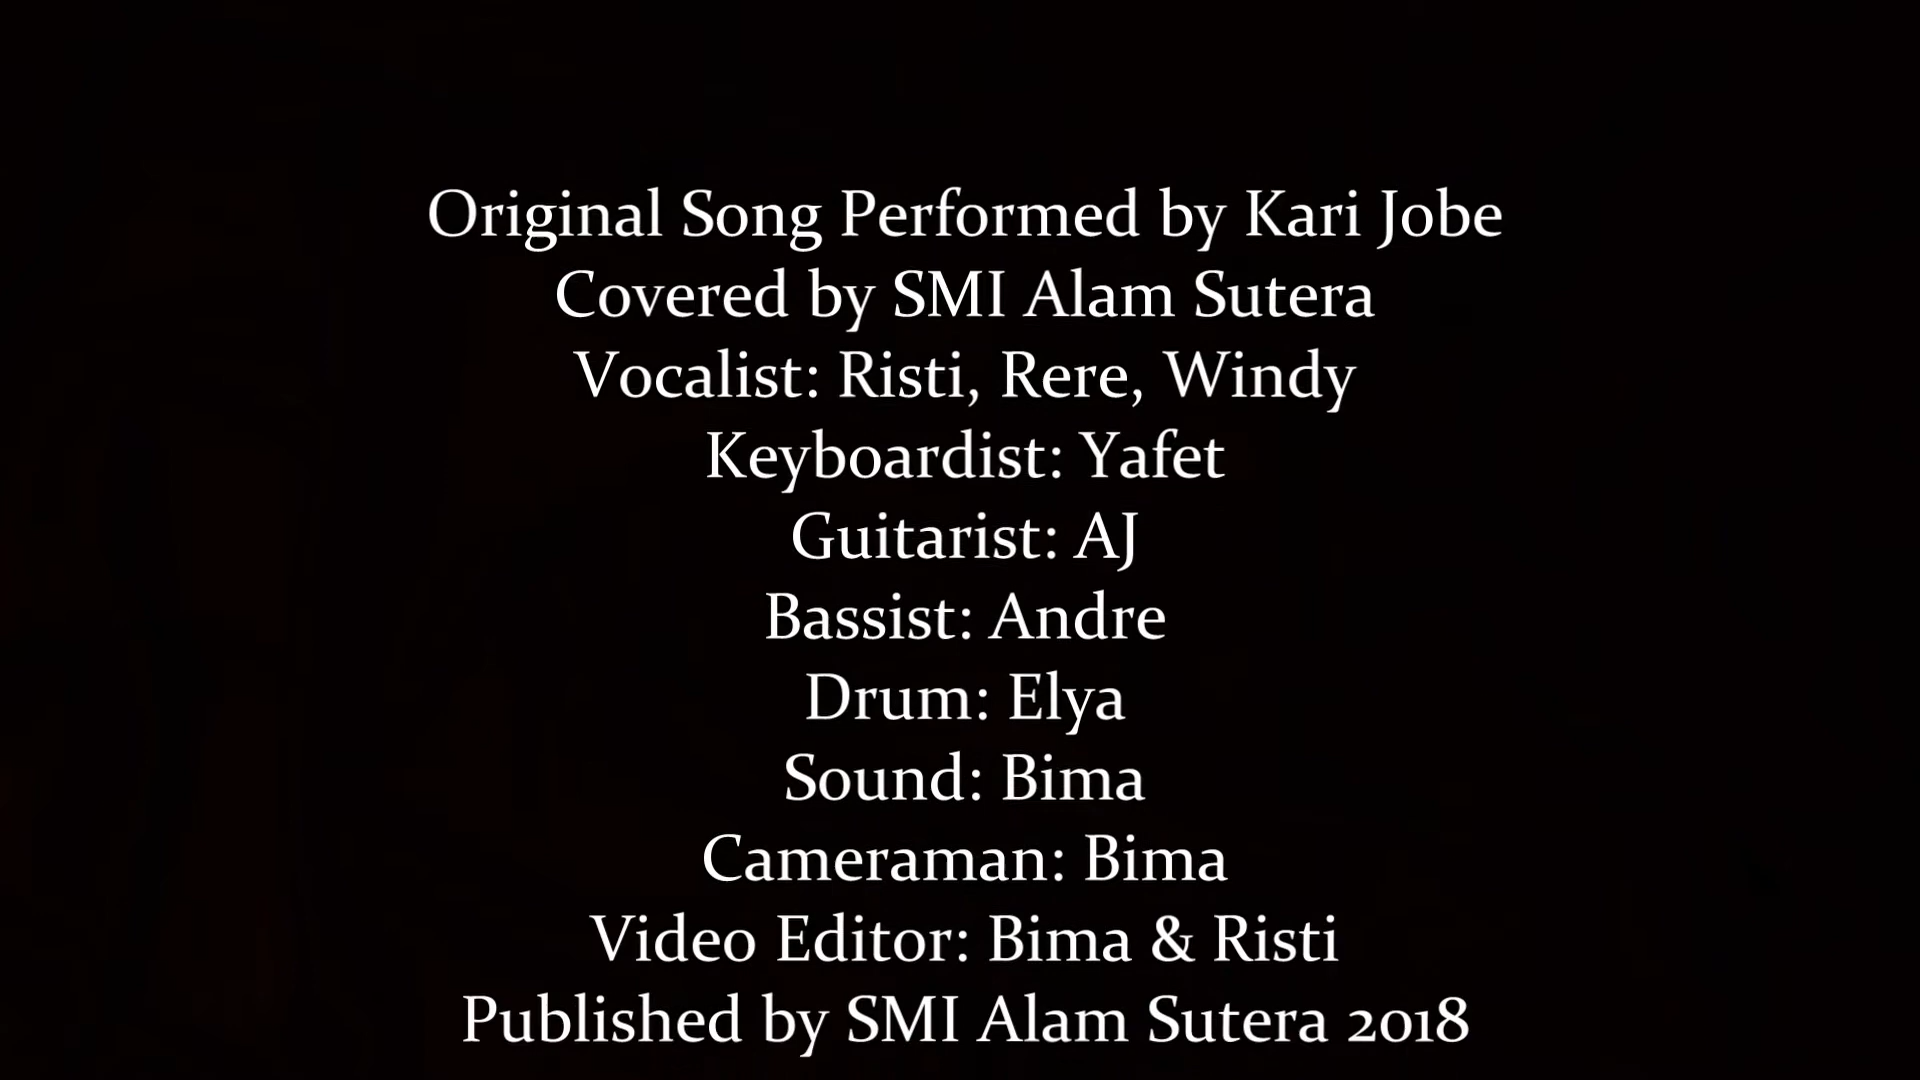 Original Song Performed by Kari Jobe
Covered by SMI Alam Sutera
Vocalist: Risti, Rere, Windy
Keyboardist: Yafet
Guitarist: AJ
Bassist: Andre
Drum: Elya
Sound: Bima
Cameraman: Bima
Video Editor: Bima & Risti
Published by SMI Alam Sutera 2018